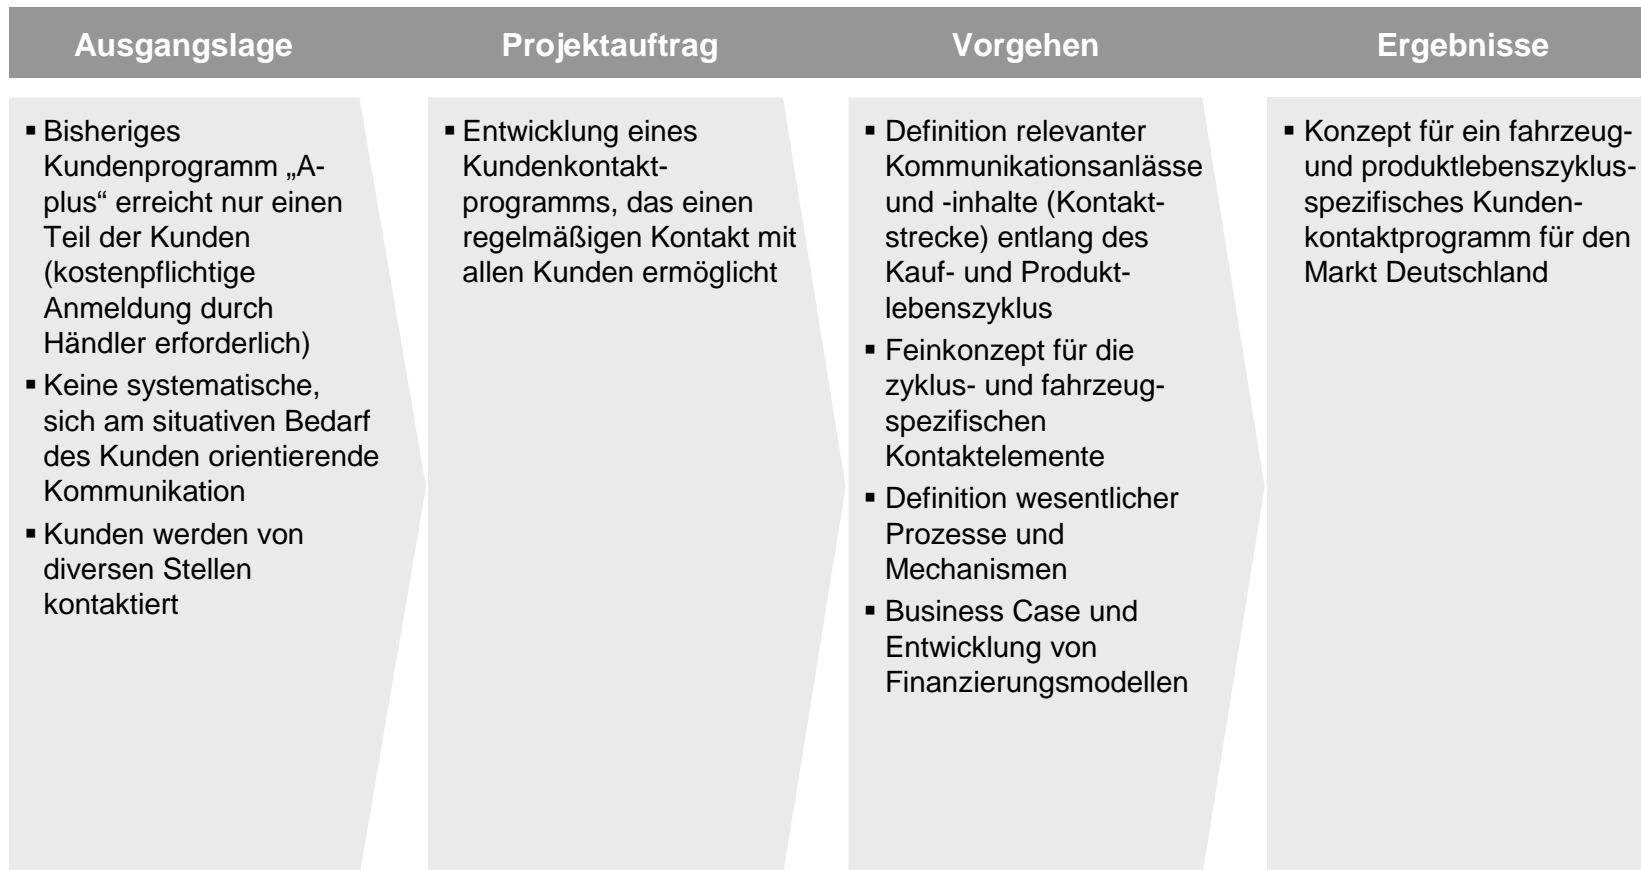 Ausgangslage
Projektauftrag
Vorgehen
Ergebnisse
▪ Bisheriges
Kundenprogramm „A-
plus“ erreicht nur einen
Teil der Kunden
(kostenpflichtige
Anmeldung durch
Händler erforderlich)
▪ Keine systematische,
sich am situativen Bedarf
des Kunden orientierende
Kommunikation
▪ Kunden werden von
diversen Stellen
kontaktiert
▪ Entwicklung eines
Kundenkontakt-
programms, das einen
regelmäßigen Kontakt mit
allen Kunden ermöglicht
▪ Definition relevanter
Kommunikationsanlässe
und -inhalte (Kontakt-
strecke) entlang des
Kauf- und Produkt-
lebenszyklus
▪ Feinkonzept für die
zyklus- und fahrzeug-
spezifischen
Kontaktelemente
▪ Definition wesentlicher
Prozesse und
Mechanismen
▪ Business Case und
Entwicklung von
Finanzierungsmodellen
▪ Konzept für ein fahrzeug-
und produktlebenszyklus-
spezifisches Kunden-
kontaktprogramm für den
Markt Deutschland